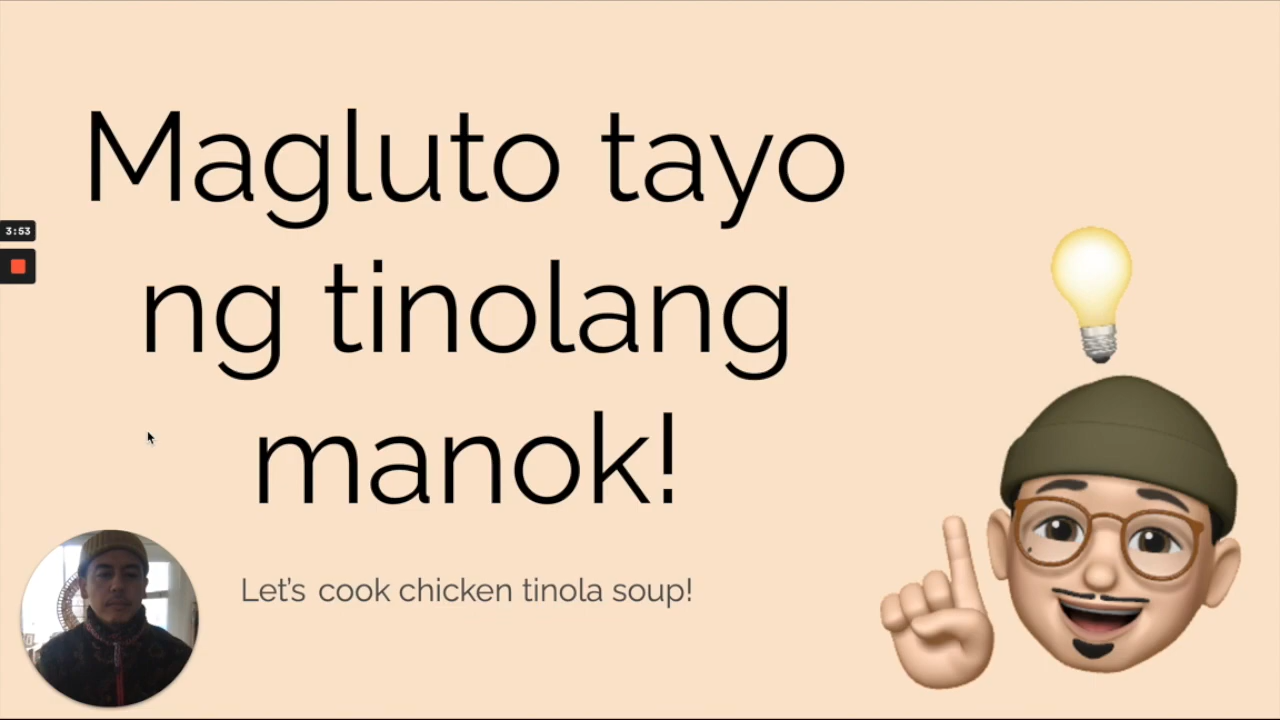 Magluto tayo
ng tinolang
manok!
3:53
Let's cook chicken tinola soup!